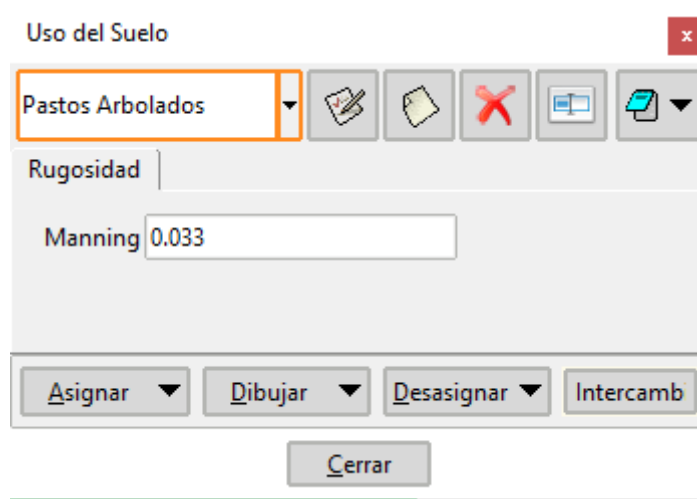 Uso del Suelo
x
Pastos Arbolados
Rugosidad
Manning 0.033
Asignar Dibujar Desasignar Intercamb
Cerrar